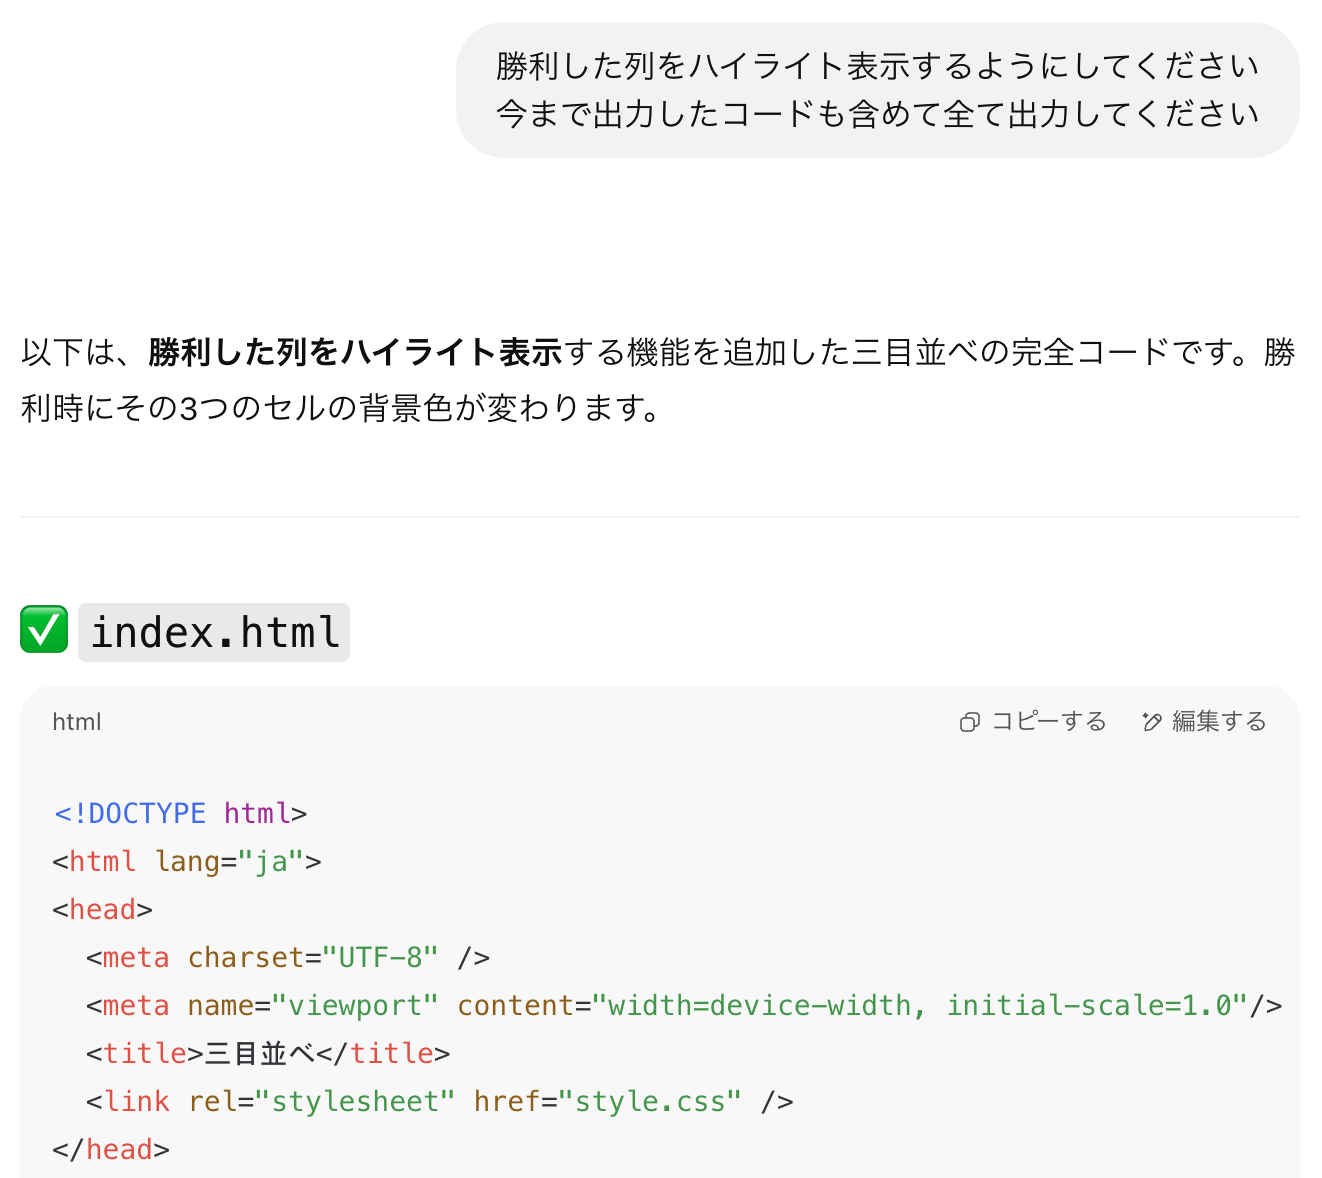 勝利した列をハイライト表示するようにしてください
今まで出力したコードも含めて全て出力してください
以下は、勝利した列をハイライト表示する機能を追加した三目並べの完全コードです。勝
利時にその3つのセルの背景色が変わります。
index.html
html コピーする 編集する
<!DOCTYPE html>
<html lang="ja">
<head>
  <meta charset="UTF-8" />
  <meta name="viewport" content="width=device-width, initial-scale=1.0"/>
  <title>三目並べ</title>
  <link rel="stylesheet" href="style.css" />
</head>